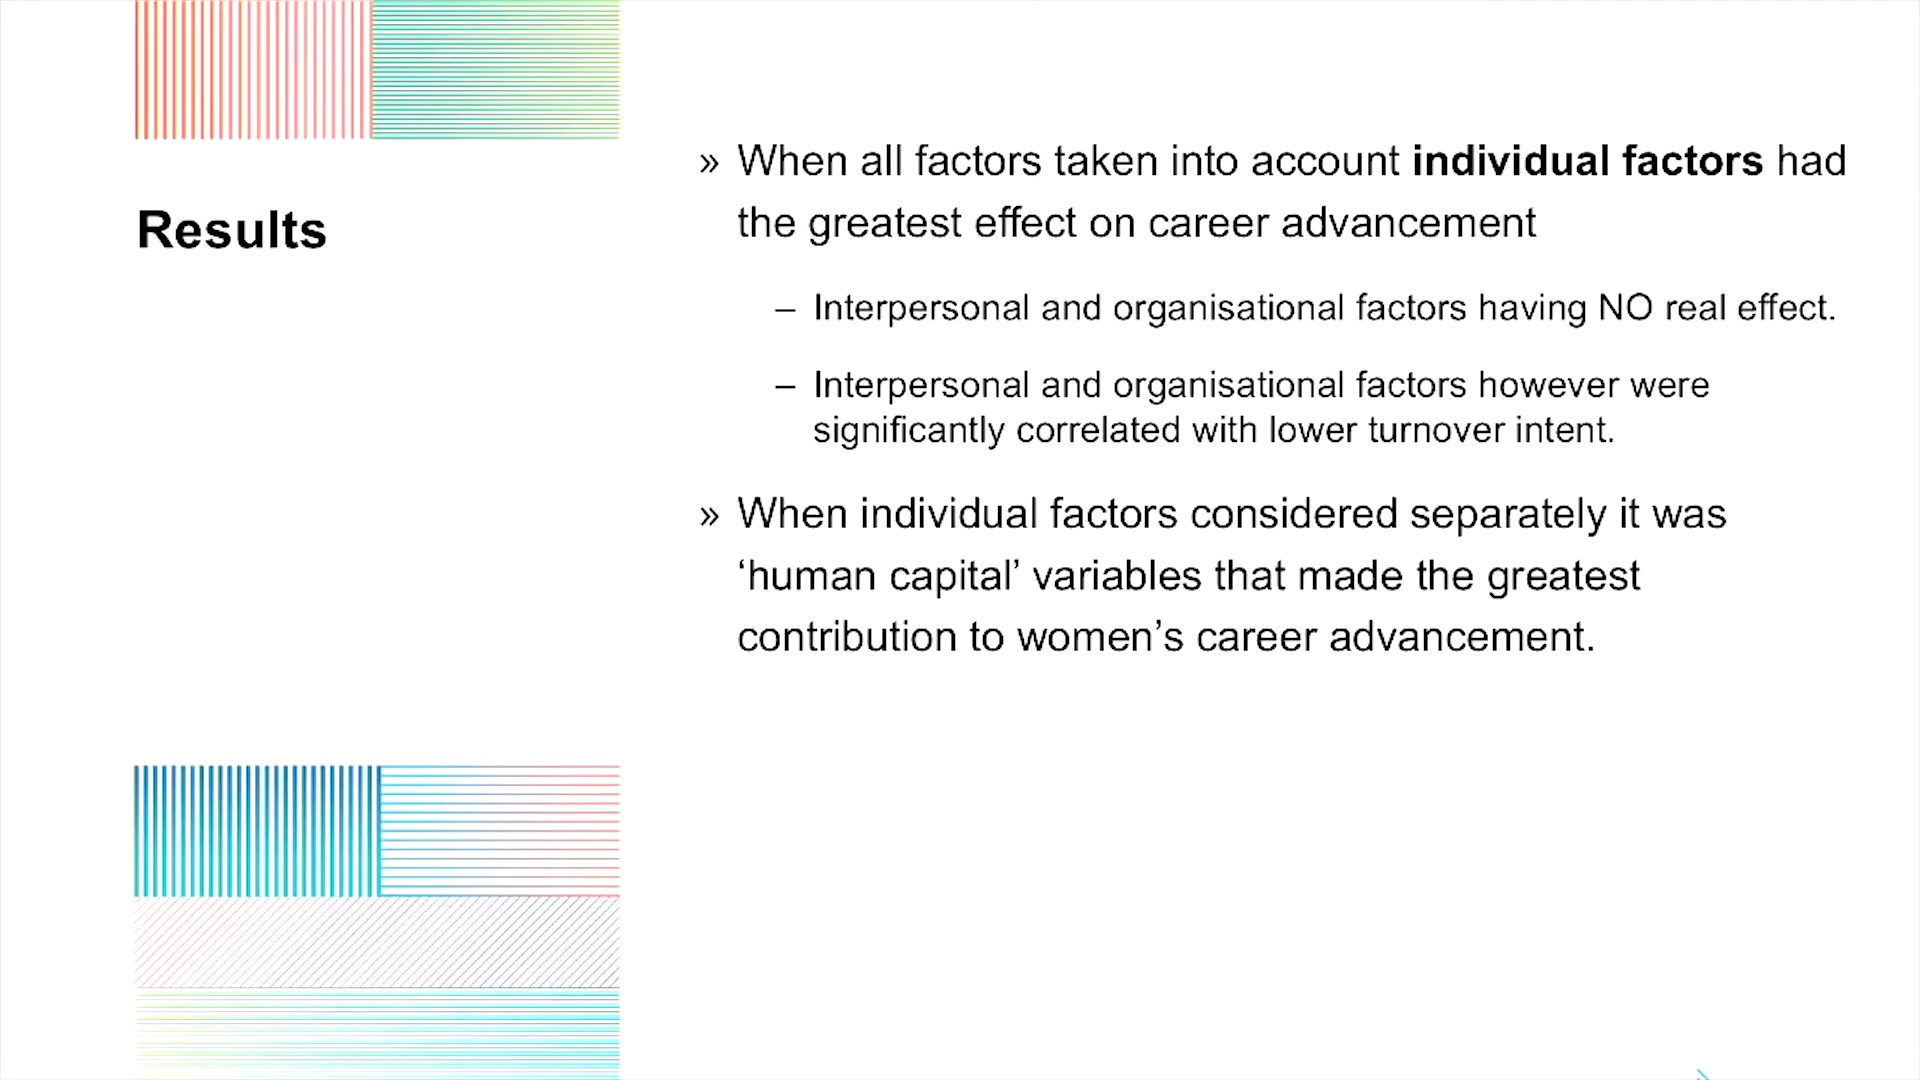 Results
» When all factors taken into account individual factors had
the greatest effect on career advancement
– Interpersonal and organisational factors having NO real effect.
– Interpersonal and organisational factors however were
significantly correlated with lower turnover intent.
» When individual factors considered separately it was
‘human capital’ variables that made the greatest
contribution to women’s career advancement.